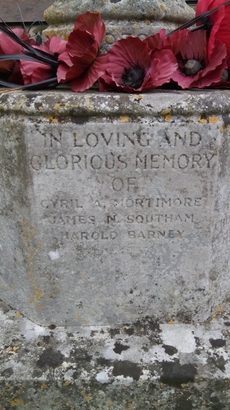 IN LOVING AND
GLORIOUS MEMORY
OF
CYRIL A. MORTIMORE
JAMES N. SOUTHAM
HAROLD BARNEY